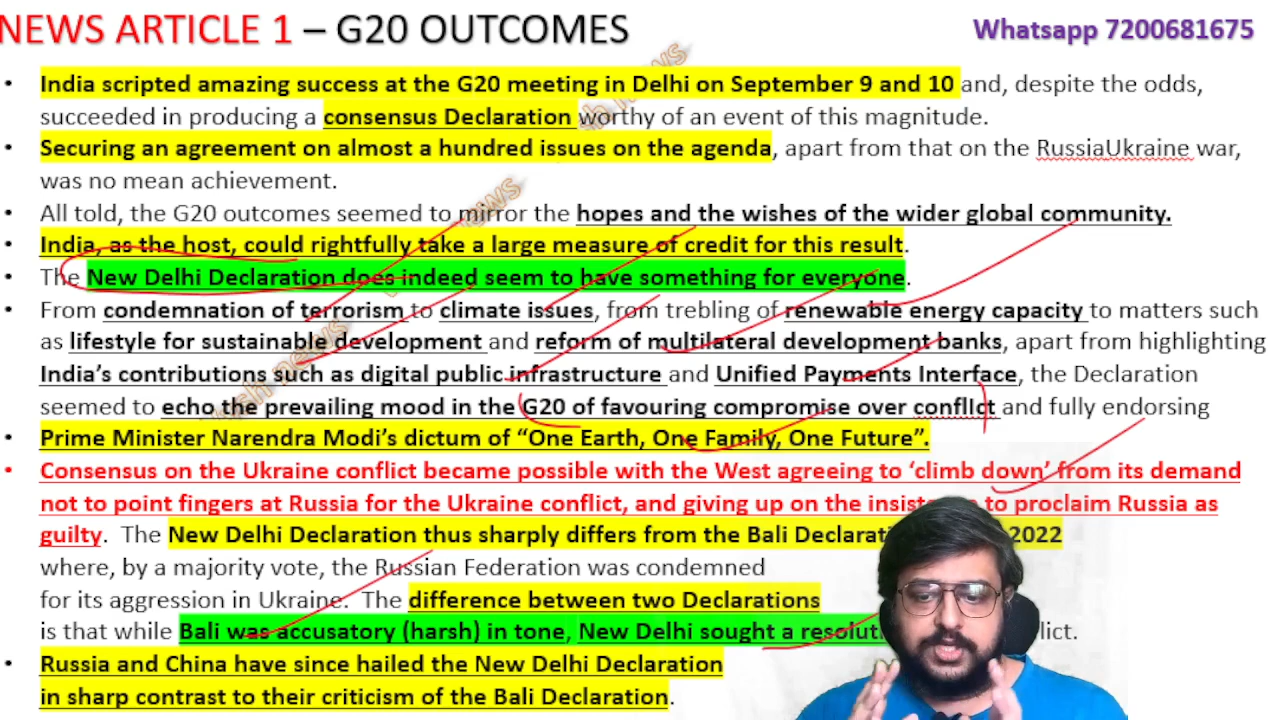 NEWS ARTICLE 1 – G20 OUTCOMES
Whatsapp 7200681675
• India scripted amazing success at the G20 meeting in Delhi on September 9 and 10 and, despite the odds,
succeeded in producing a consensus Declaration worthy of an event of this magnitude.
• Securing an agreement on almost a hundred issues on the agenda, apart from that on the RussiaUkraine war,
was no mean achievement.
• All told, the G20 outcomes seemed to mirror the hopes and the wishes of the wider global community.
• India, as the host, could rightfully take a large measure of credit for this result.
• The New Delhi Declaration does indeed seem to have something for everyone.
• From condemnation of terrorism to climate issues, from trebling of renewable energy capacity to matters such
as lifestyle for sustainable development and reform of multilateral development banks, apart from highlighting
India’s contributions such as digital public infrastructure and Unified Payments Interface, the Declaration
seemed to echo the prevailing mood in the G20 of favouring compromise over conflIct and fully endorsing
• Prime Minister Narendra Modi’s dictum of “One Earth, One Family, One Future”.
• Consensus on the Ukraine conflict became possible with the West agreeing to ‘climb down’ from its demand
not to point fingers at Russia for the Ukraine conflict, and giving up on the to proclaim Russia as
guilty. The New Delhi Declaration thus sharply differs from the Bali 2022
where, by a majority vote, the Russian Federation was condemned
for its aggression in Ukraine. The difference between two Declarations
is that while Bali was accusatory (harsh) in tone, New Delhi sought a
• Russia and China have since hailed the New Delhi Declaration
in sharp contrast to their criticism of the Bali Declaration.